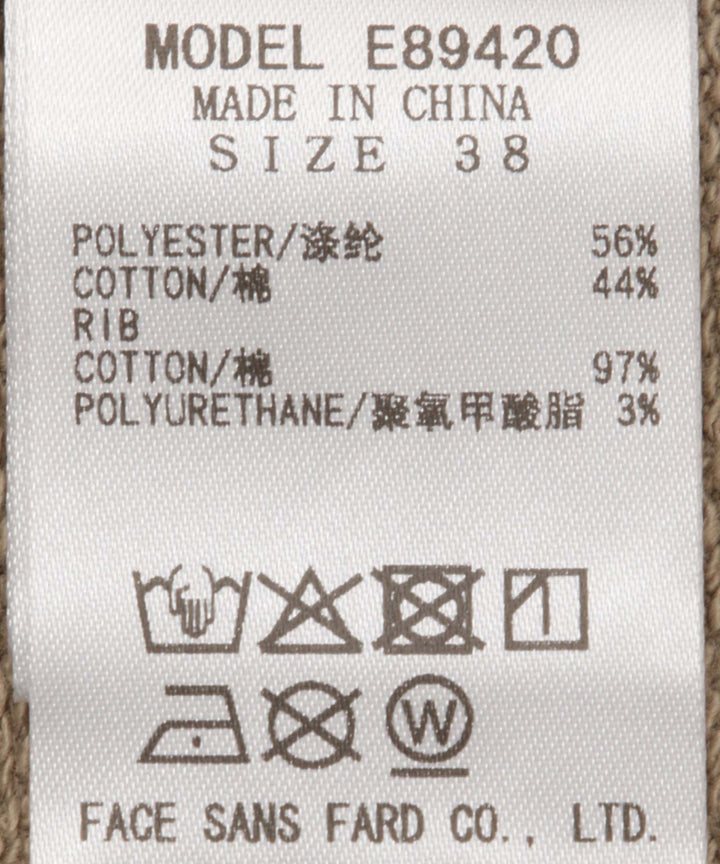 MODEL E89420
MADE IN CHINA
SIZE 38
POLYESTER/涤纶 56%
COTTON/棉 44%
RIB
COTTON/棉 97%
POLYURETHANE/聚氧甲酸脂 3%
W
FACE SANS FARD CO., LTD.